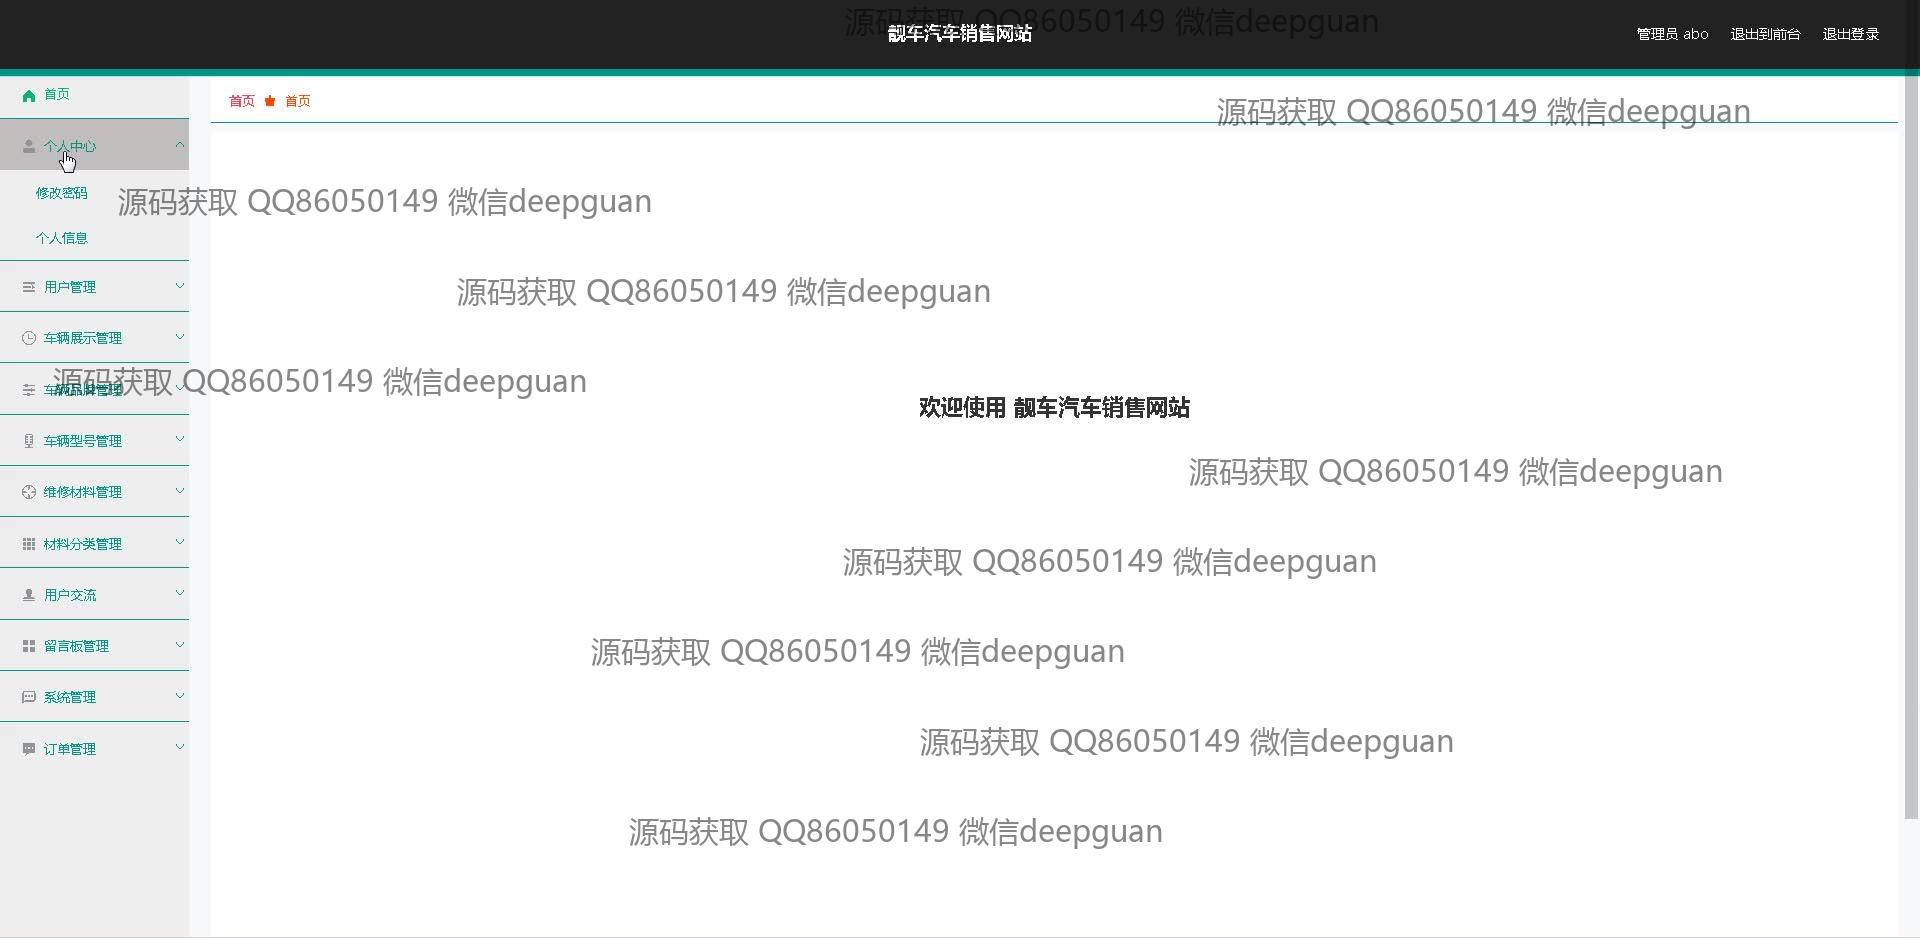 源码获取 QQ86050149 微信deepguan
靓车汽车销售网站
管理员 abo
退出到前台
退出登录
首页
首页
首页
源码获取 QQ86050149 微信deepguan
个人中心
修改密码
源码获取 QQ86050149 微信deepguan
个人信息
用户管理
源码获取 QQ86050149 微信deepguan
车辆展示管理
源码获取 QQ86050149 微信deepguan
车辆品牌管理
欢迎使用 靓车汽车销售网站
车辆型号管理
源码获取 QQ86050149 微信deepguan
维修材料管理
材料分类管理
源码获取 QQ86050149 微信deepguan
用户交流
留言板管理
源码获取 QQ86050149 微信deepguan
系统管理
源码获取 QQ86050149 微信deepguan
订单管理
源码获取 QQ86050149 微信deepguan